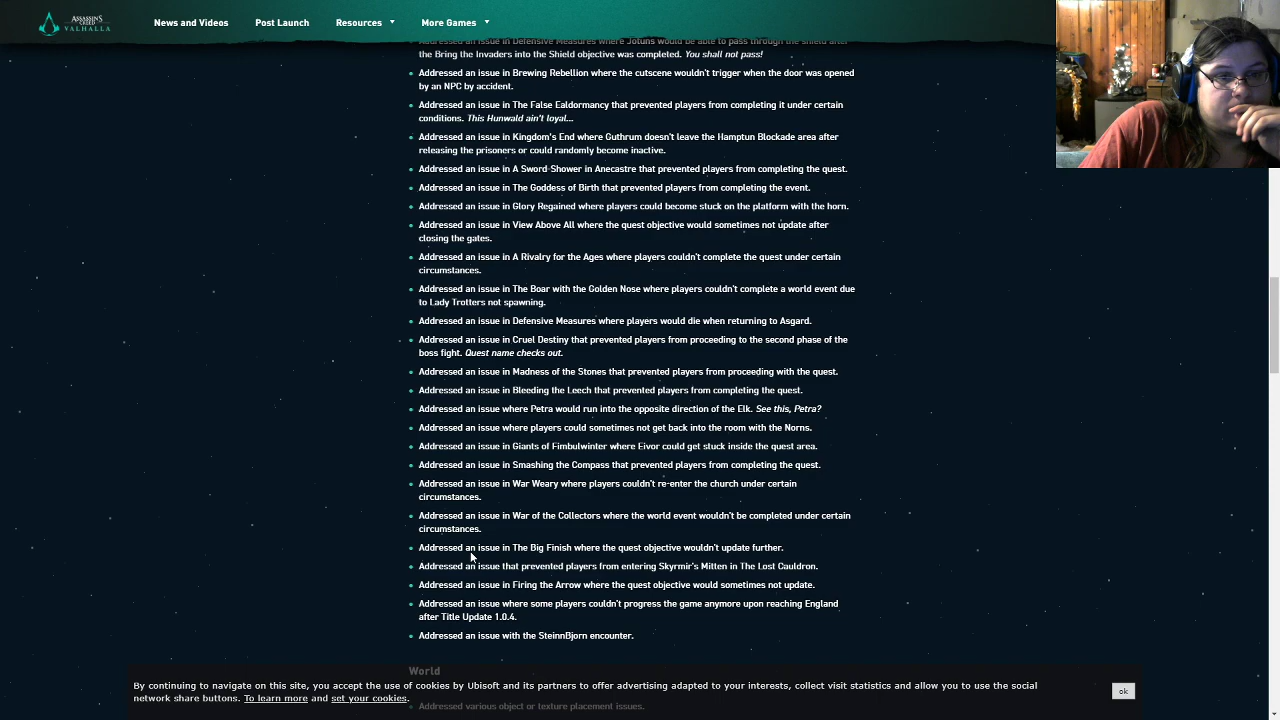 ASSASSIN'S CREED VALHALLA
News and Videos Post Launch Resources More Games
Addressed an issue in Defensive Measures where Jotuns would be able to pass through the shield after
the Bring the Invaders into the Shield objective was completed. You shall not pass!
Addressed an issue in Brewing Rebellion where the cutscene wouldn't trigger when the door was opened
by an NPC by accident.
Addressed an issue in The False Ealdormancy that prevented players from completing it under certain
conditions. This Hunwald ain't loyal...
Addressed an issue in Kingdom's End where Guthrum doesn't leave the Hamptun Blockade area after
releasing the prisoners or could randomly become inactive.
Addressed an issue in A Sword-Shower in Anecastre that prevented players from completing the quest.
Addressed an issue in The Goddess of Birth that prevented players from completing the event.
Addressed an issue in Glory Regained where players could become stuck on the platform with the horn.
Addressed an issue in View Above All where the quest objective would sometimes not update after
closing the gates.
Addressed an issue in A Rivalry for the Ages where players couldn't complete the quest under certain
circumstances.
Addressed an issue in The Boar with the Golden Nose where players couldn't complete a world event due
to Lady Trotters not spawning.
Addressed an issue in Defensive Measures where players would die when returning to Asgard.
Addressed an issue in Cruel Destiny that prevented players from proceeding to the second phase of the
boss fight. Quest name checks out.
Addressed an issue in Madness of the Stones that prevented players from proceeding with the quest.
Addressed an issue in Bleeding the Leech that prevented players from completing the quest.
Addressed an issue where Petra would run into the opposite direction of the Elk. See this, Petra?
Addressed an issue where players could sometimes not get back into the room with the Norns.
Addressed an issue in Giants of Fimbulwinter where Eivor could get stuck inside the quest area.
Addressed an issue in Smashing the Compass that prevented players from completing the quest.
Addressed an issue in War Weary where players couldn't re-enter the church under certain
circumstances.
Addressed an issue in War of the Collectors where the world event wouldn't be completed under certain
circumstances.
Addressed an issue in The Big Finish where the quest objective wouldn't update further.
Addressed an issue that prevented players from entering Skyrmir's Mitten in The Lost Cauldron.
Addressed an issue in Firing the Arrow where the quest objective would sometimes not update.
Addressed an issue where some players couldn't progress the game anymore upon reaching England
after Title Update 1.0.4.
Addressed an issue with the SteinnBjorn encounter.
World
By continuing to navigate on this site, you accept the use of cookies by Ubisoft and its partners to offer advertising adapted to your interests, collect visit statistics and allow you to use the social
network share buttons. To learn more and set your cookies. ok
Addressed various object or texture placement issues.